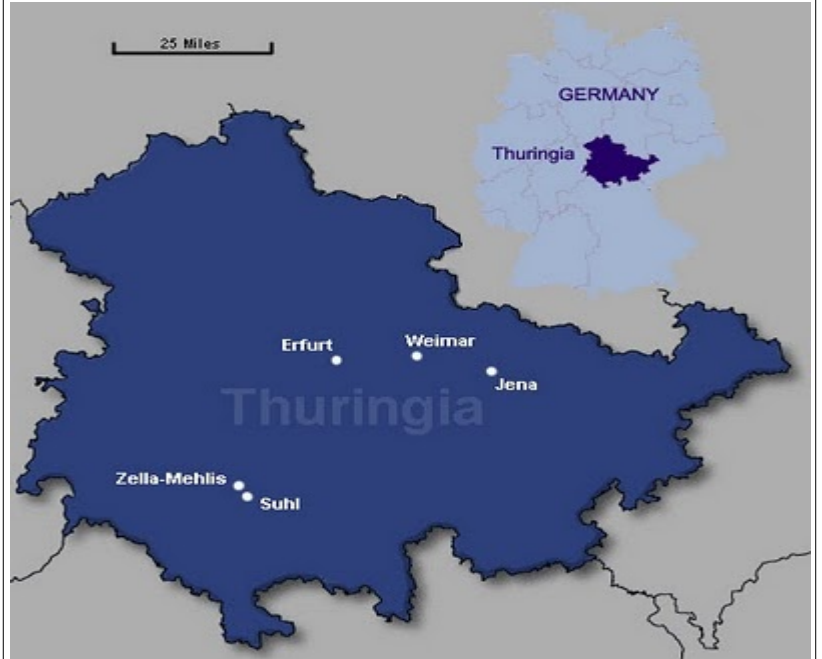 25 Miles
GERMANY
Thuringia
Erfurt
Weimar
Jena
Thuringia
Zella-Mehlis
Suhl